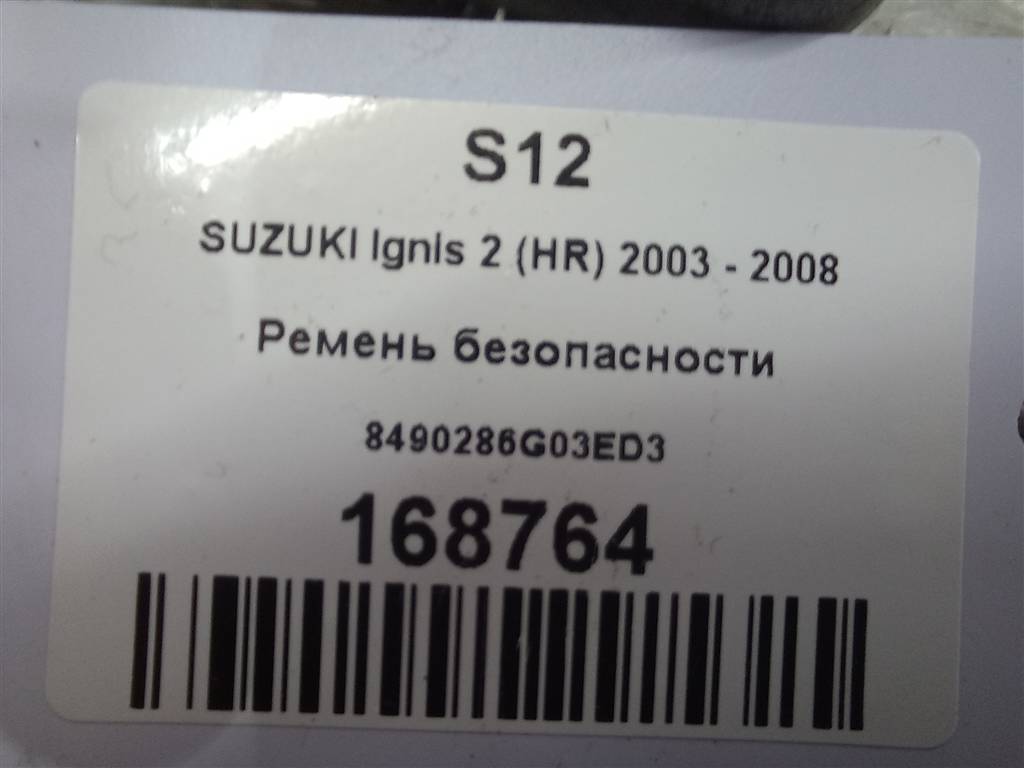 S12
SUZUKI Ignis 2 (HR) 2003 - 2008
Ремень безопасности
8490286G03ED3
168764